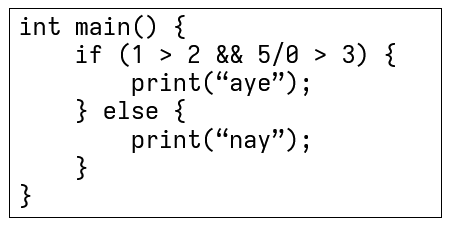 int main() {
    if (1 > 2 && 5/0 > 3) {
        print(“aye”);
    } else {
        print(“nay”);
    }
}